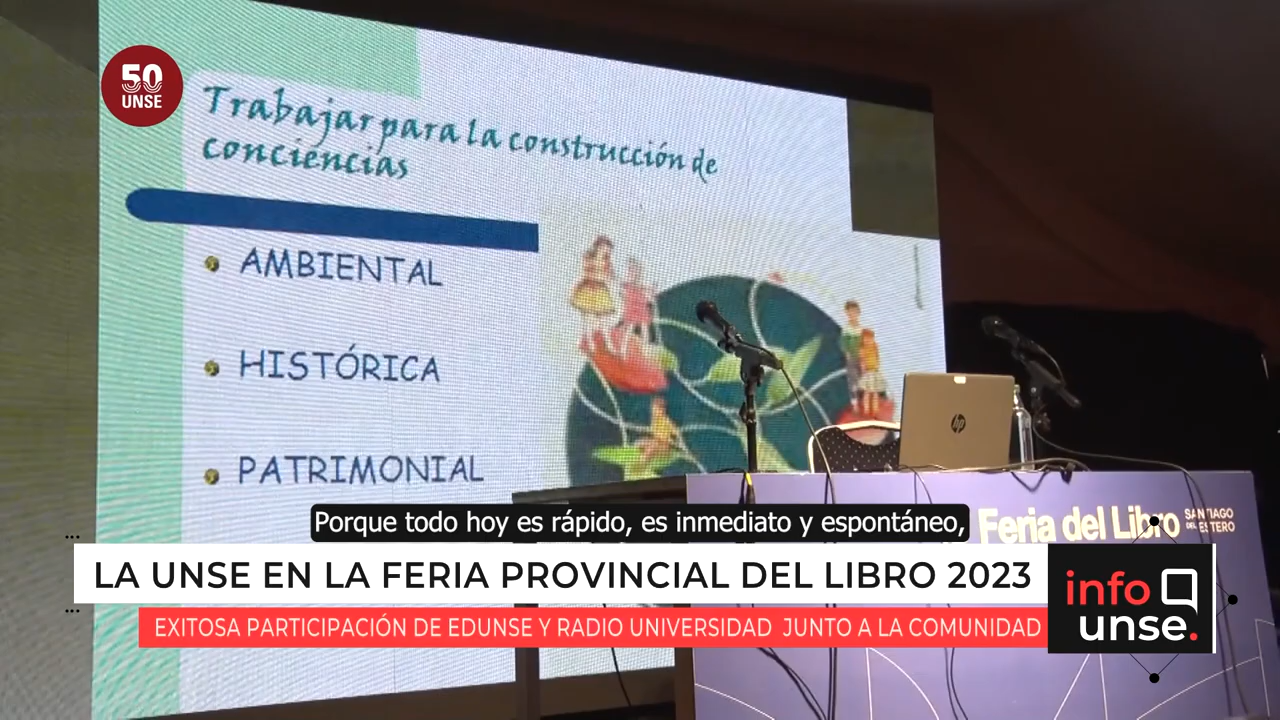 50
UNSE
Trabajar para la construcción de
conciencias
AMBIENTAL
HISTÓRICA
PATRIMONIAL
hp
Porque todo hoy es rápido, es inmediato y espontáneo,
Feria del Libro
SANTIAGO
DEL ESTERO
LA UNSE EN LA FERIA PROVINCIAL DEL LIBRO 2023
EXITOSA PARTICIPACIÓN DE EDUNSE Y RADIO UNIVERSIDAD JUNTO A LA COMUNIDAD
info
unse.